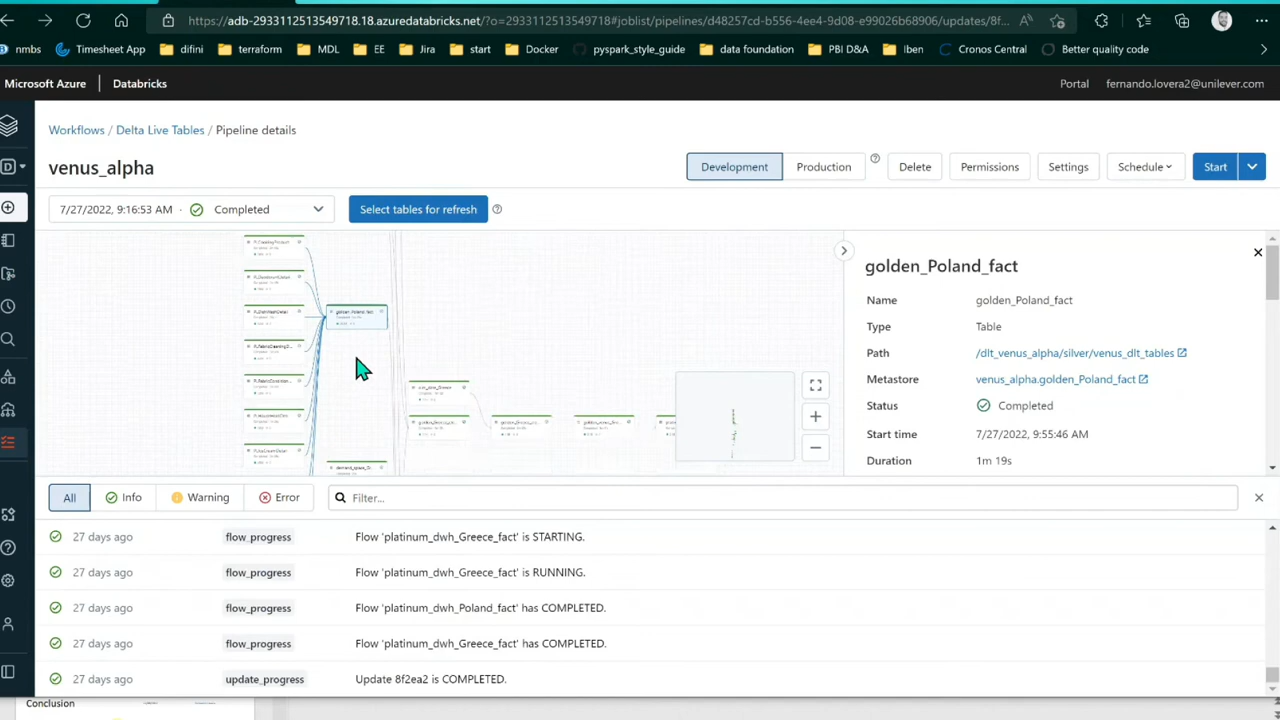 https://adb-2933112513549718.18.azuredatabricks.net/?o=2933112513549718#joblist/pipelines/d48257cd-b556-4ee4-9d08-e99026b68906/updates/8f...
nmbs Timesheet App difini terraform MDL EE Jira start Docker pyspark_style_guide data foundation PBI D&A Iben Cronos Central Better quality code
Microsoft Azure Databricks Portal fernando.lovera2@unilever.com
Workflows / Delta Live Tables / Pipeline details
venus_alpha Development Production Delete Permissions Settings Schedule Start
7/27/2022, 9:16:53 AM · Completed Select tables for refresh
golden_Poland_fact
golden_Poland_fact
Name golden_Poland_fact
Type Table
Path /dlt_venus_alpha/silver/venus_dlt_tables
Metastore venus_alpha.golden_Poland_fact
Status Completed
Start time 7/27/2022, 9:55:46 AM
Duration 1m 19s
All Info Warning Error Filter...
27 days ago flow_progress Flow 'platinum_dwh_Greece_fact' is STARTING.
27 days ago flow_progress Flow 'platinum_dwh_Greece_fact' is RUNNING.
27 days ago flow_progress Flow 'platinum_dwh_Poland_fact' has COMPLETED.
27 days ago flow_progress Flow 'platinum_dwh_Greece_fact' has COMPLETED.
27 days ago update_progress Update 8f2ea2 is COMPLETED.
Conclusion